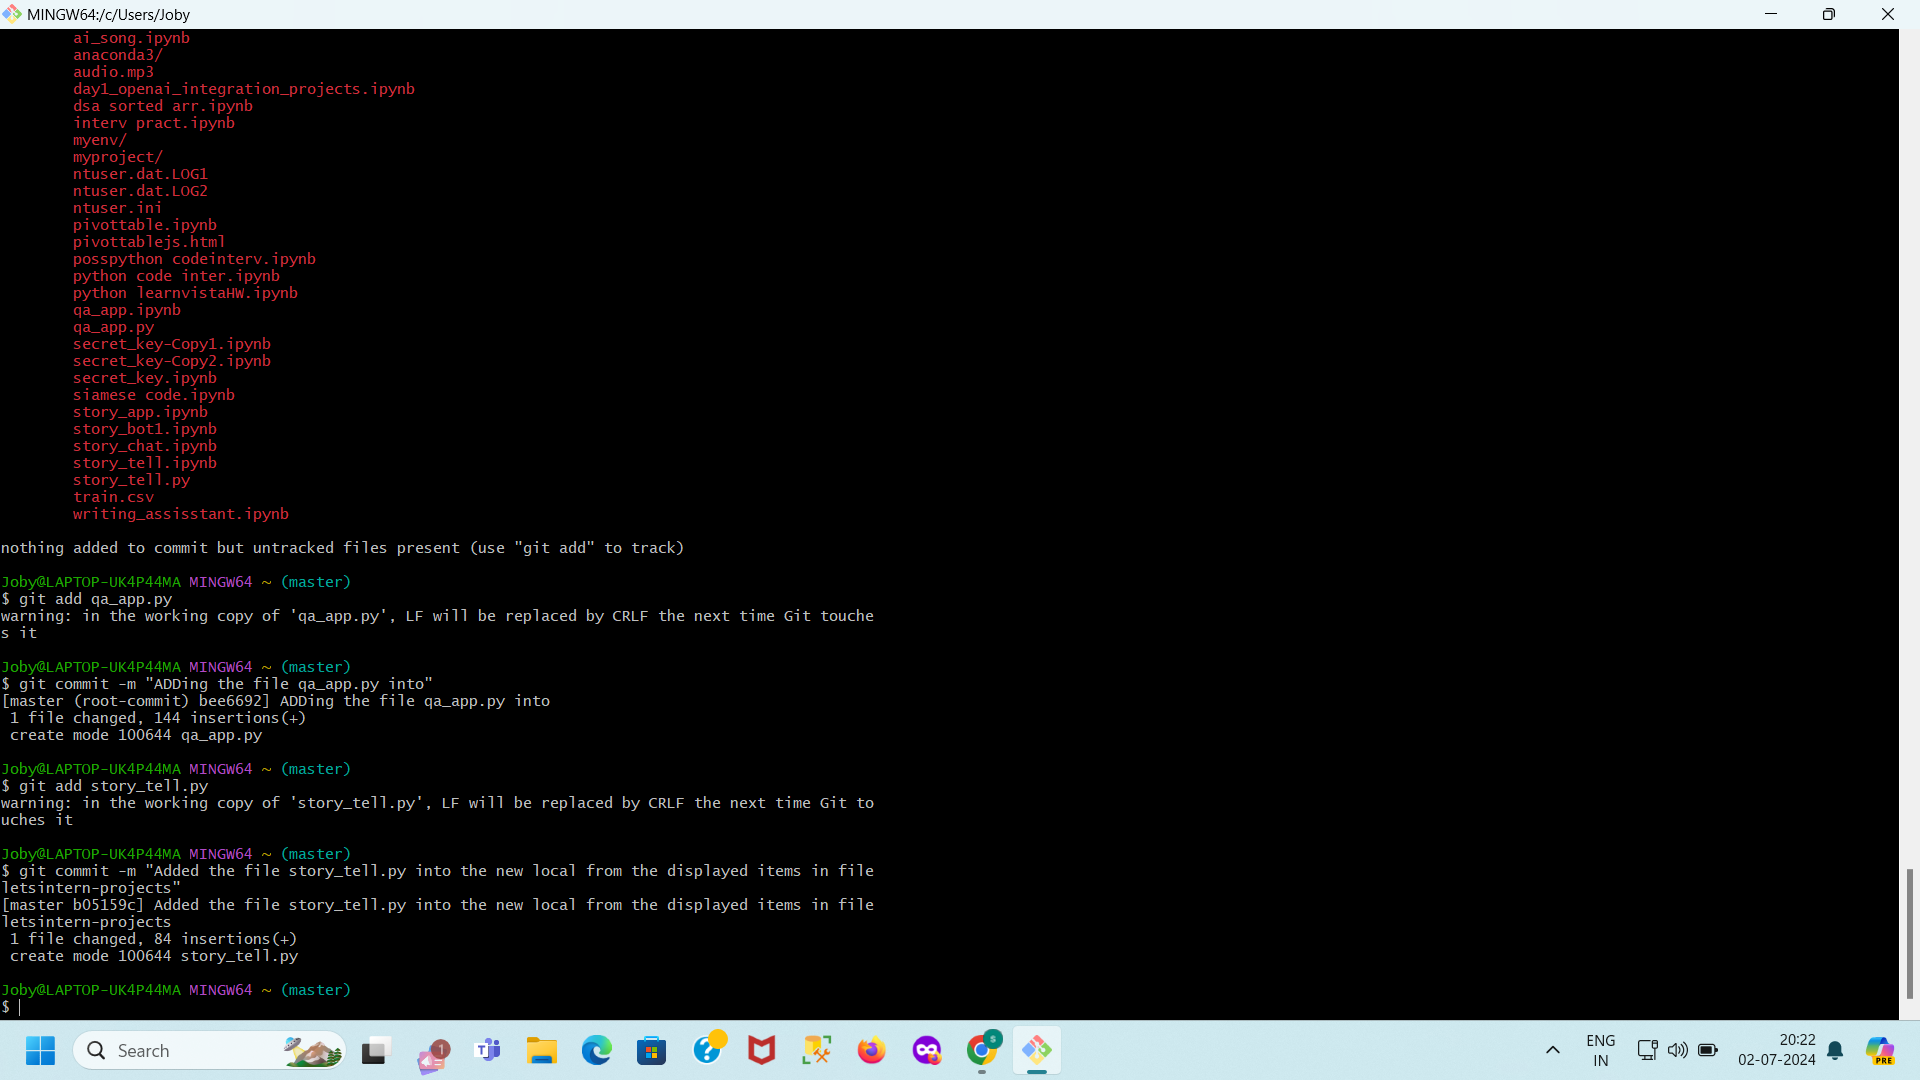 MINGW64:/c/Users/Joby
ai_song.ipynb
anaconda3/
audio.mp3
day1_openai_integration_projects.ipynb
dsa sorted arr.ipynb
interv pract.ipynb
myenv/
myproject/
ntuser.dat.LOG1
ntuser.dat.LOG2
ntuser.ini
pivottable.ipynb
pivottablejs.html
posspython codeinterv.ipynb
python code inter.ipynb
python learnvistaHW.ipynb
qa_app.ipynb
qa_app.py
secret_key-Copy1.ipynb
secret_key-Copy2.ipynb
secret_key.ipynb
siamese code.ipynb
story_app.ipynb
story_bot1.ipynb
story_chat.ipynb
story_tell.ipynb
story_tell.py
train.csv
writing_assisstant.ipynb
nothing added to commit but untracked files present (use "git add" to track)
Joby@LAPTOP-UK4P44MA MINGW64 ~ (master)
$ git add qa_app.py
warning: in the working copy of 'qa_app.py', LF will be replaced by CRLF the next time Git touche
s it
Joby@LAPTOP-UK4P44MA MINGW64 ~ (master)
$ git commit -m "ADDing the file qa_app.py into"
[master (root-commit) bee6692] ADDing the file qa_app.py into
1 file changed, 144 insertions(+)
create mode 100644 qa_app.py
Joby@LAPTOP-UK4P44MA MINGW64 ~ (master)
$ git add story_tell.py
warning: in the working copy of 'story_tell.py', LF will be replaced by CRLF the next time Git to
uches it
Joby@LAPTOP-UK4P44MA MINGW64 ~ (master)
$ git commit -m "Added the file story_tell.py into the new local from the displayed items in file
letsintern-projects"
[master b05159c] Added the file story_tell.py into the new local from the displayed items in file
letsintern-projects
1 file changed, 84 insertions(+)
create mode 100644 story_tell.py
Joby@LAPTOP-UK4P44MA MINGW64 ~ (master)
$
Search
1
S
ENG
IN
20:22
02-07-2024
PRE